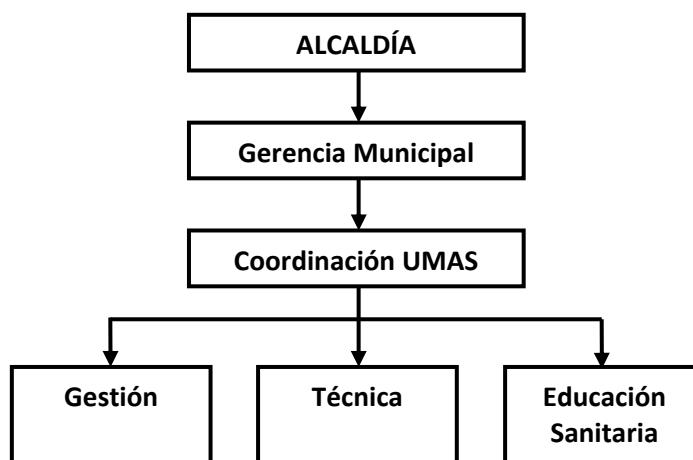 ALCALDÍA
Gerencia Municipal
Coordinación UMAS
Gestión
Técnica
Educación
Sanitaria